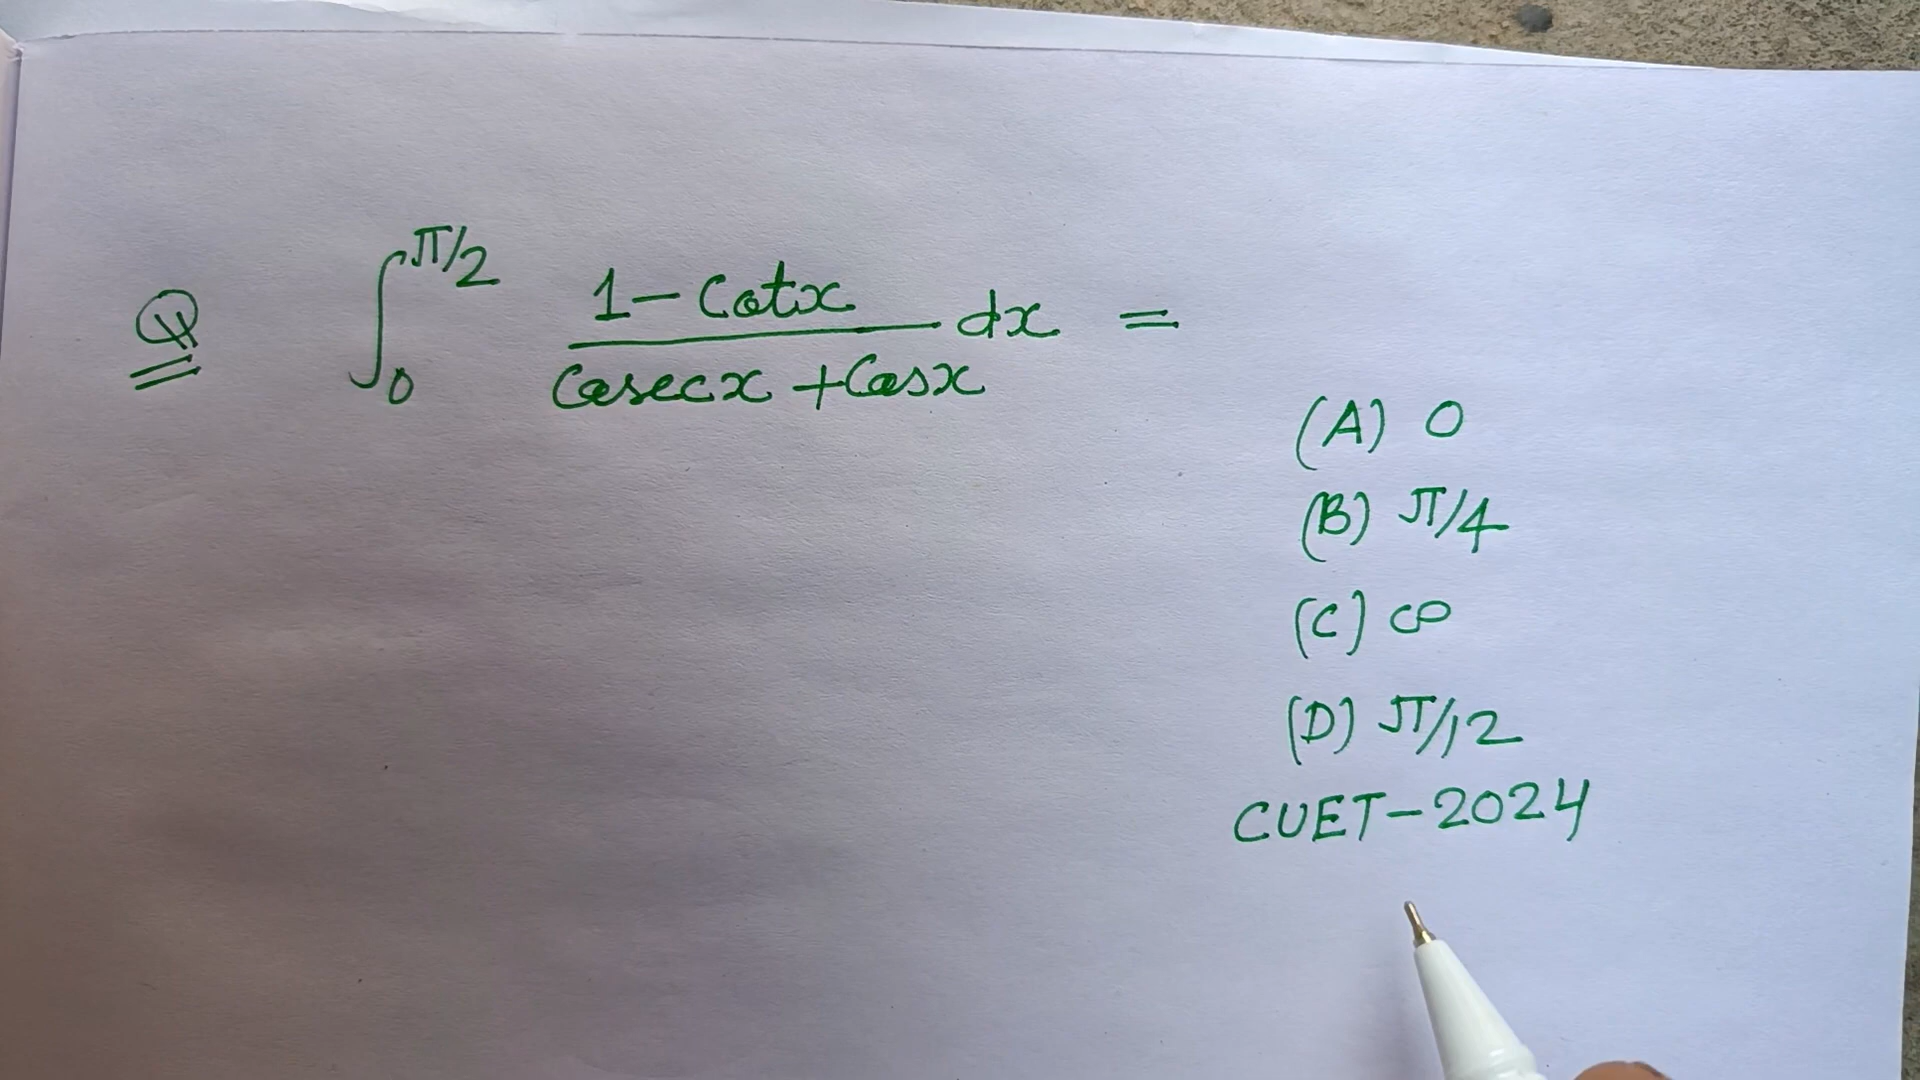 Q ∫₀^π/2 (1 - Cotx)/(Cosecx + Cosx) dx =
(A) 0
(B) π/4
(C) ∞
(D) π/12
CUET-2024